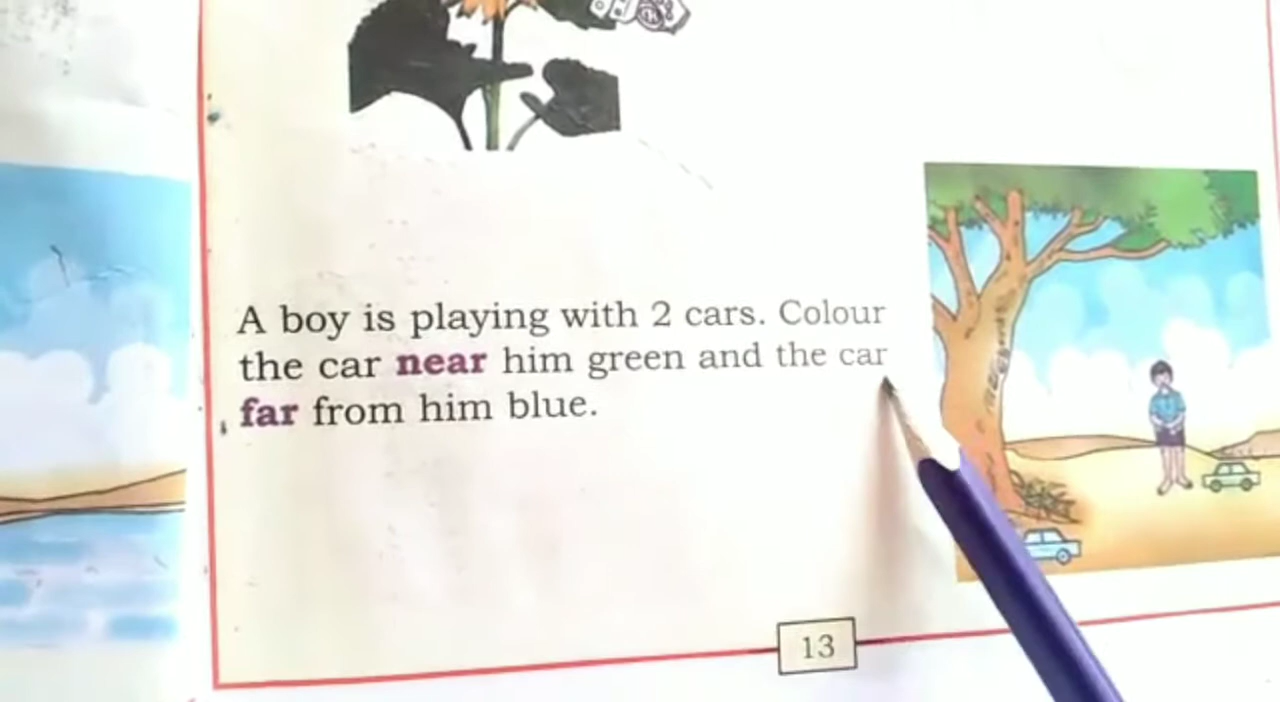 A boy is playing with 2 cars. Colour
the car near him green and the car
far from him blue.
13